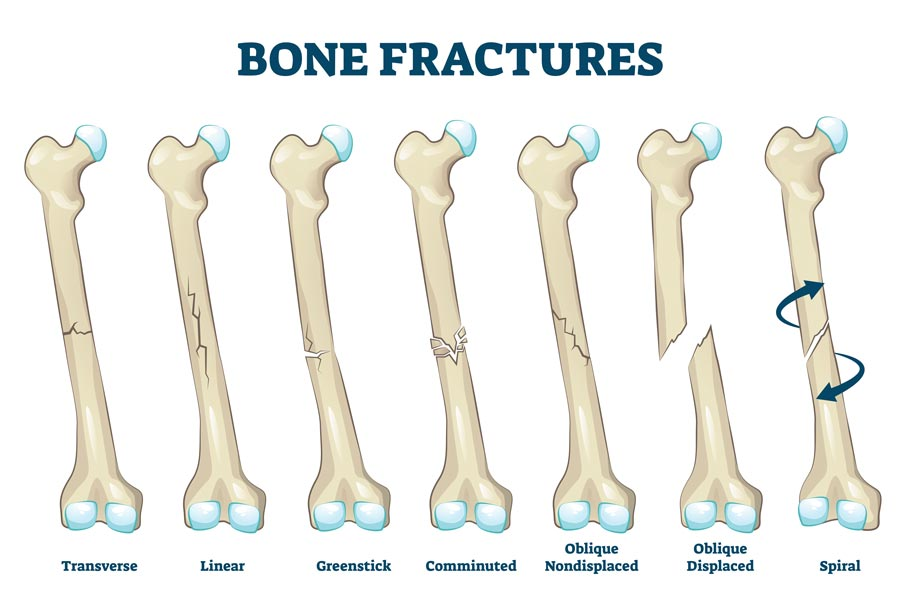 BONE FRACTURES
Transverse
Linear
Greenstick
Comminuted
Oblique
Nondisplaced
Oblique
Displaced
Spiral